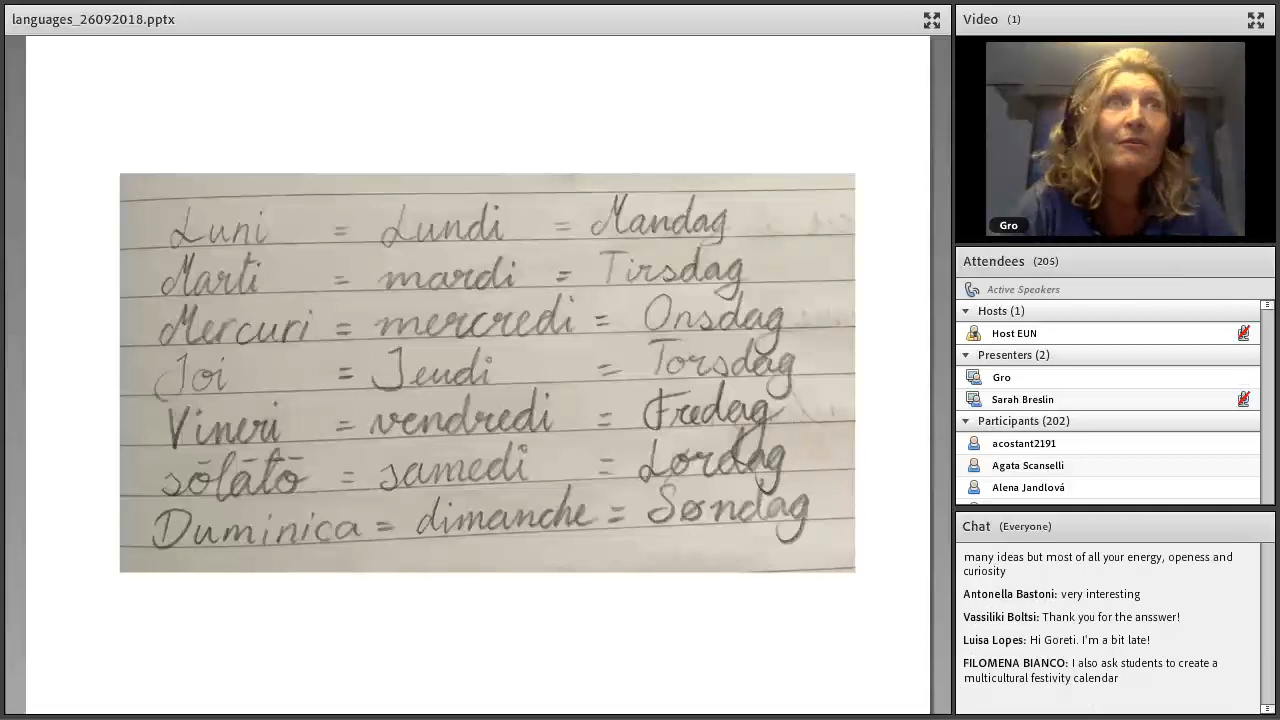 languages_26092018.pptx
Luni = Lundi = Mandag
Marti = mardi = Tirsdag
Mercuri = mercredi = Onsdag
Joi = Jeudi = Torsdag
Vineri = vendredi = Fredag
sōlātō = samedi = Lordag
Duminica = dimanche = Søndag
Video (1)
Gro
Attendees (205)
Active Speakers
Hosts (1)
Host EUN
Presenters (2)
Gro
Sarah Breslin
Participants (202)
acostant2191
Agata Scanselli
Alena Jandlová
Chat (Everyone)
many ideas but most of all your energy, openess and
curiosity
Antonella Bastoni: very interesting
Vassiliki Boltsi: Thank you for the ansswer!
Luisa Lopes: Hi Goreti. I'm a bit late!
FILOMENA BIANCO: I also ask students to create a
multicultural festivity calendar